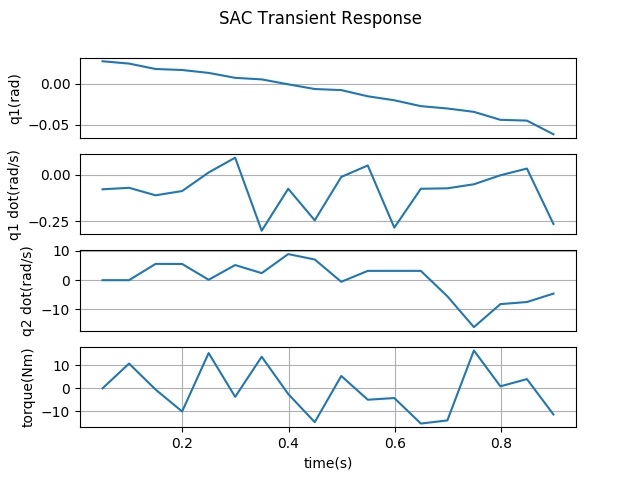 SAC Transient Response
q1(rad)
0.00
−0.05
q1 dot(rad/s)
0.00
−0.25
q2 dot(rad/s)
10
0
−10
torque(Nm)
10
0
−10
0.2 0.4 0.6 0.8
time(s)